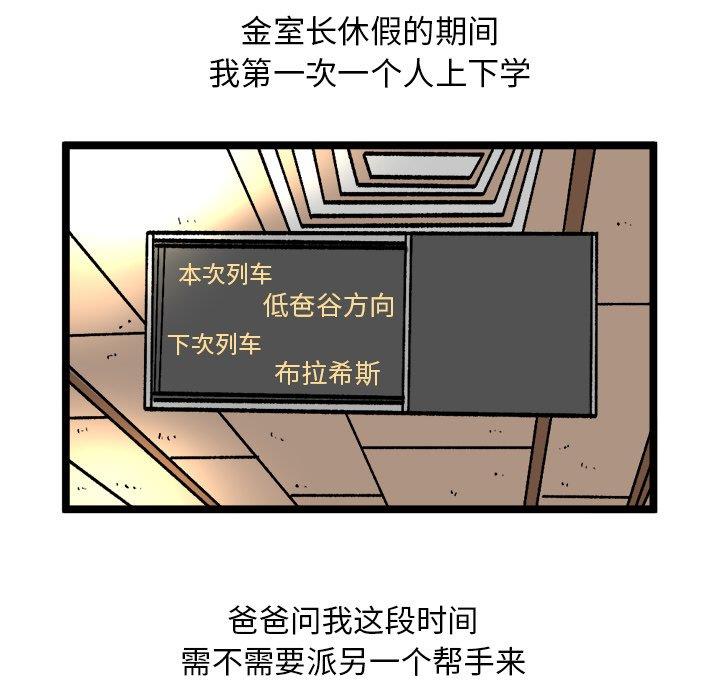 金室长休假的期间
我第一次一个人上下学
本次列车
低夿谷方向
下次列车
布拉希斯
爸爸问我这段时间
需不需要派另一个帮手来